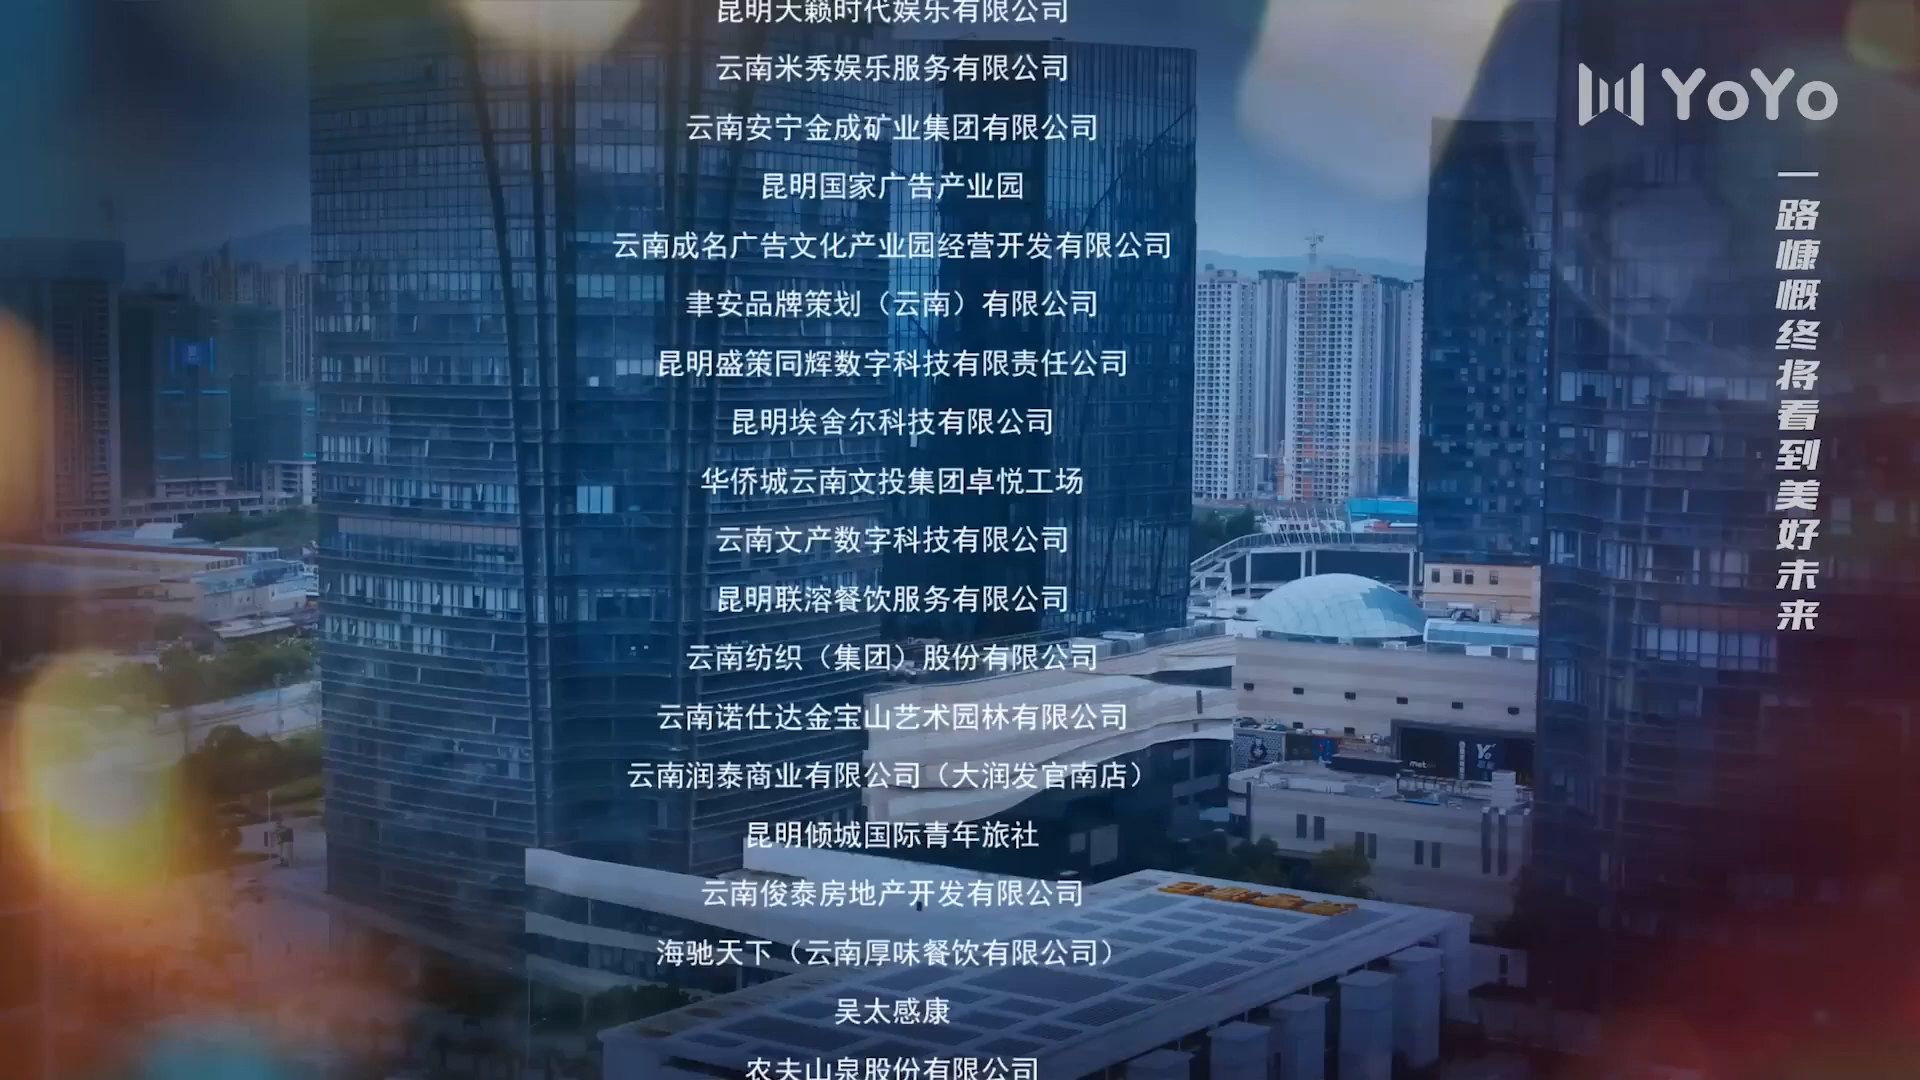 昆明天籁时代娱乐有限公司
云南米秀娱乐服务有限公司
云南安宁金成矿业集团有限公司
昆明国家广告产业园
云南成名广告文化产业园经营开发有限公司
聿安品牌策划（云南）有限公司
昆明盛策同辉数字科技有限责任公司
昆明埃舍尔科技有限公司
华侨城云南文投集团卓悦工场
云南文产数字科技有限公司
昆明联溶餐饮服务有限公司
云南纺织（集团）股份有限公司
云南诺仕达金宝山艺术园林有限公司
云南润泰商业有限公司（大润发官南店）
昆明倾城国际青年旅社
云南俊泰房地产开发有限公司
海驰天下（云南厚味餐饮有限公司）
吴太感康
农夫山泉股份有限公司
YoYo
一路慷慨终将看到美好未来